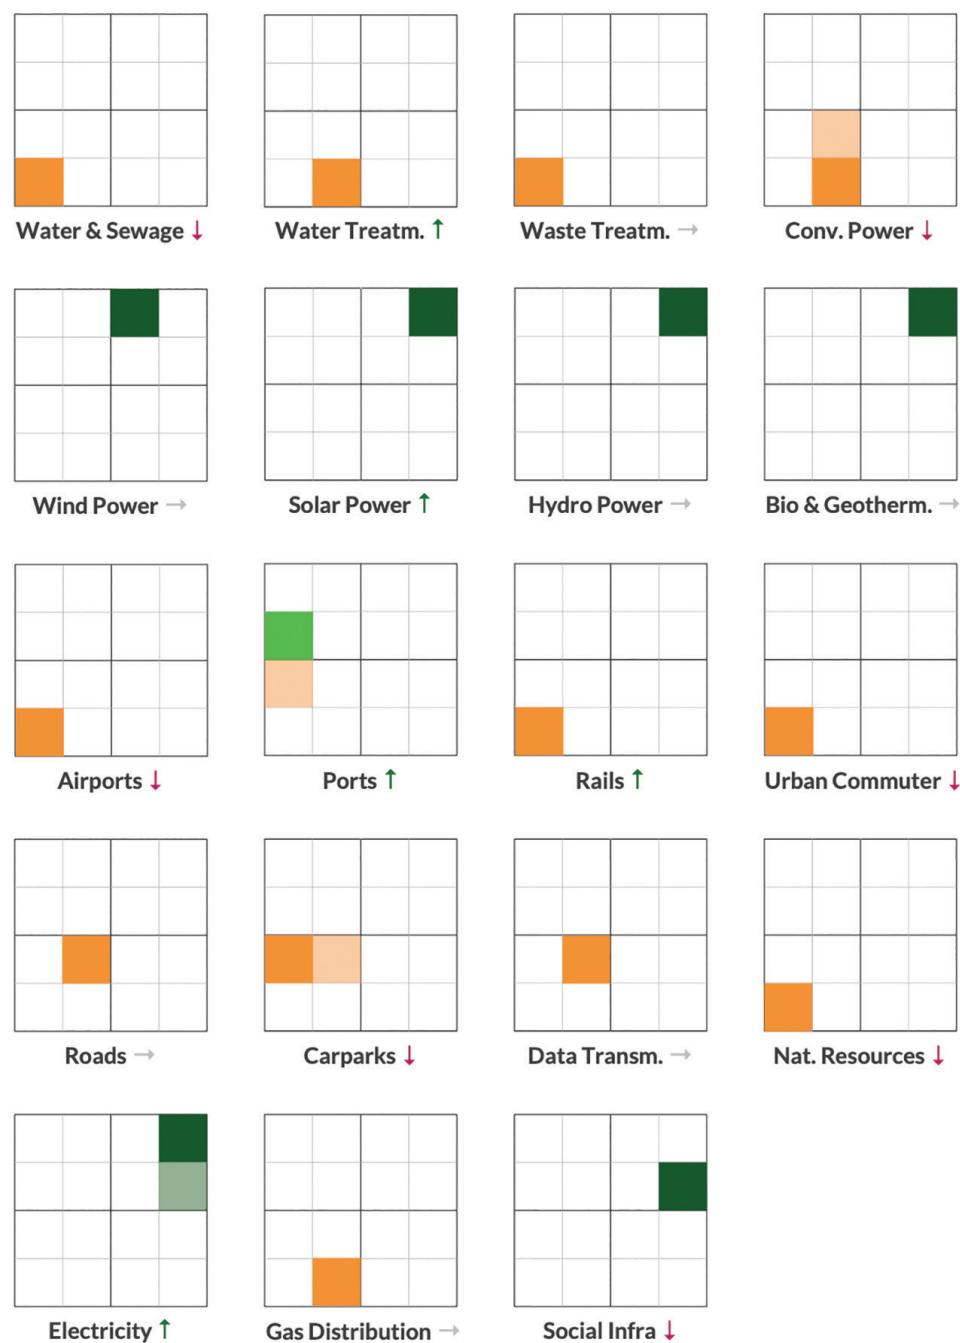 Water & Sewage ↓
Water Treatm. ↑
Waste Treatm. →
Conv. Power ↓
Wind Power →
Solar Power ↑
Hydro Power →
Bio & Geotherm. →
Airports ↓
Ports ↑
Rails ↑
Urban Commuter ↓
Roads →
Carparks ↓
Data Transm. →
Nat. Resources ↓
Electricity ↑
Gas Distribution →
Social Infra ↓